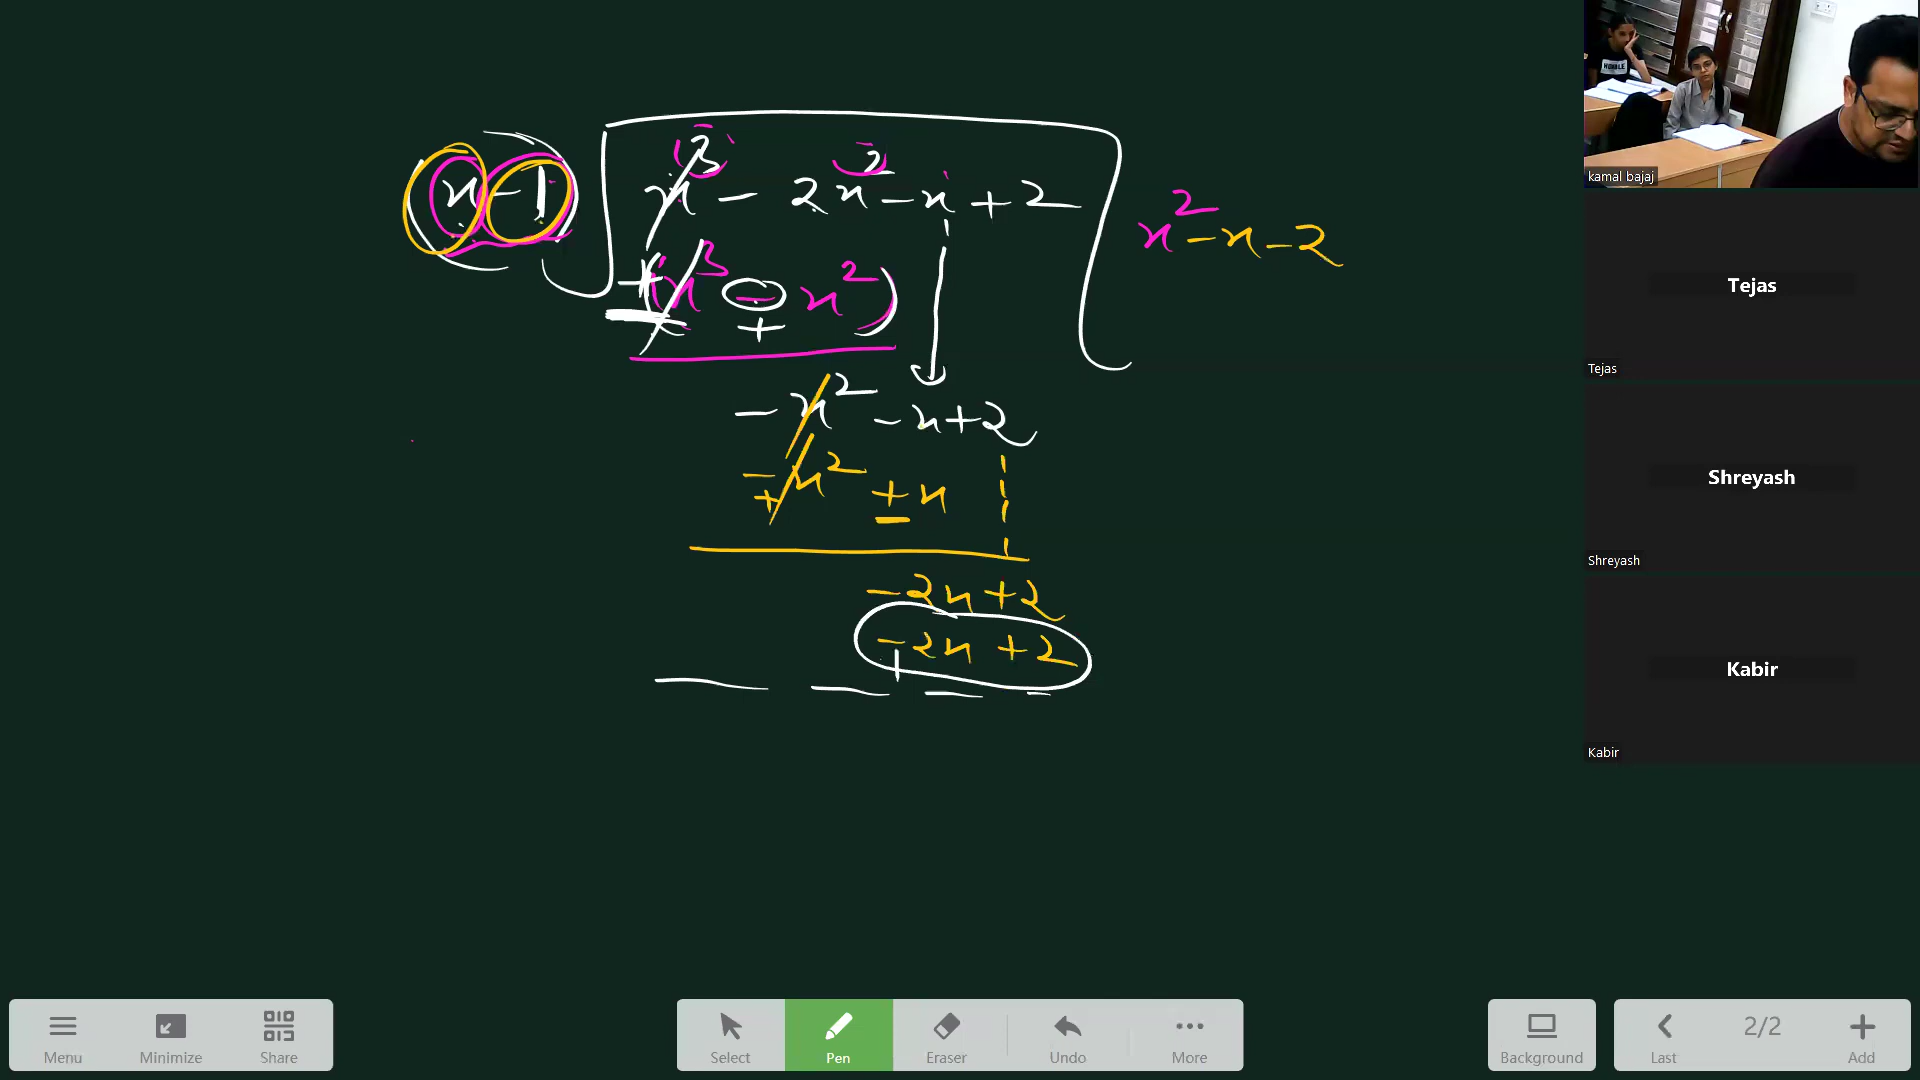 x - 1
x³ - 2x² - x + 2
x² - x - 2
-(x³ - x²)
+
- x² - x + 2
- x² + x
+ -
- 2x + 2
- 2x + 2
+
HUMBLE
kamal bajaj
Tejas
Tejas
Shreyash
Shreyash
Kabir
Kabir
Menu
Minimize
Share
Select
Pen
Eraser
Undo
More
Background
Last
2/2
Add